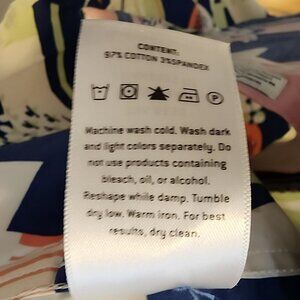 CONTENT:
97% COTTON 3%SPANDEX
P
Machine wash cold. Wash dark
and light colors separately. Do
not use products containing
bleach, oil, or alcohol.
Reshape while damp. Tumble
dry low. Warm iron. For best
results, dry clean.